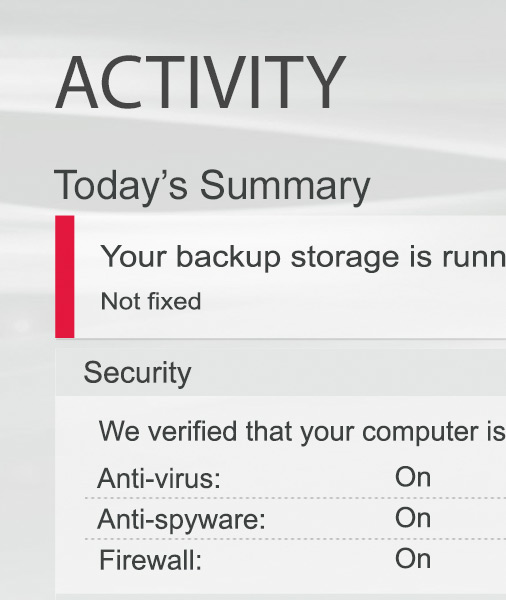 ACTIVITY
Today's Summary
Your backup storage is runn
Not fixed
Security
We verified that your computer is
Anti-virus: On
Anti-spyware: On
Firewall: On